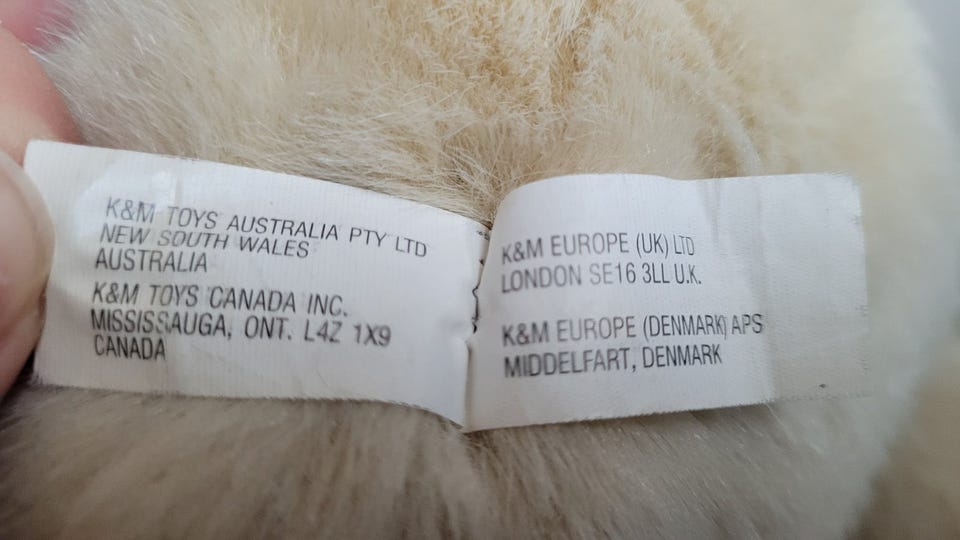 K&M TOYS AUSTRALIA PTY LTD
NEW SOUTH WALES
AUSTRALIA
K&M TOYS CANADA INC.
MISSISSAUGA, ONT. L4Z 1X9
CANADA
K&M EUROPE (UK) LTD
LONDON SE16 3LL U.K.
K&M EUROPE (DENMARK) APS
MIDDELFART, DENMARK